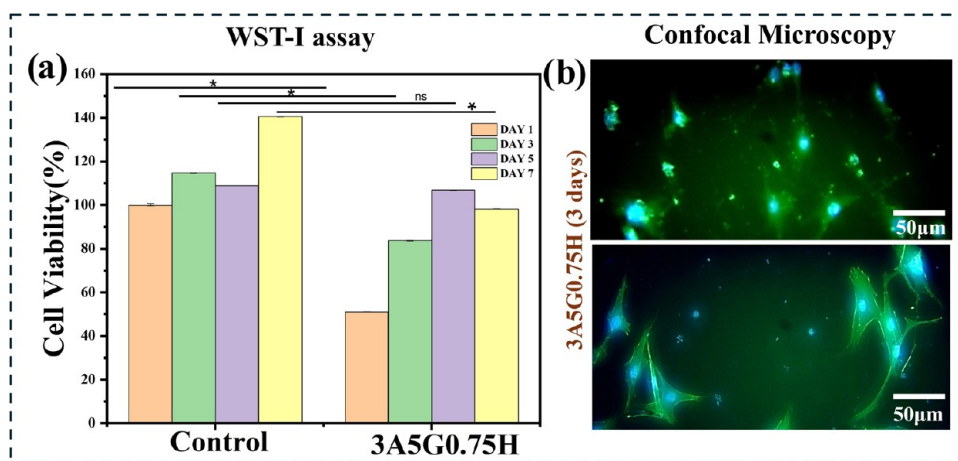 WST-I assay
Confocal Microscopy
(a)
(b)
160
140
120
100
80
60
40
20
0
Cell Viability(%)
*
*
ns
*
DAY 1
DAY 3
DAY 5
DAY 7
Control
3A5G0.75H
3A5G0.75H (3 days)
50µm
50µm